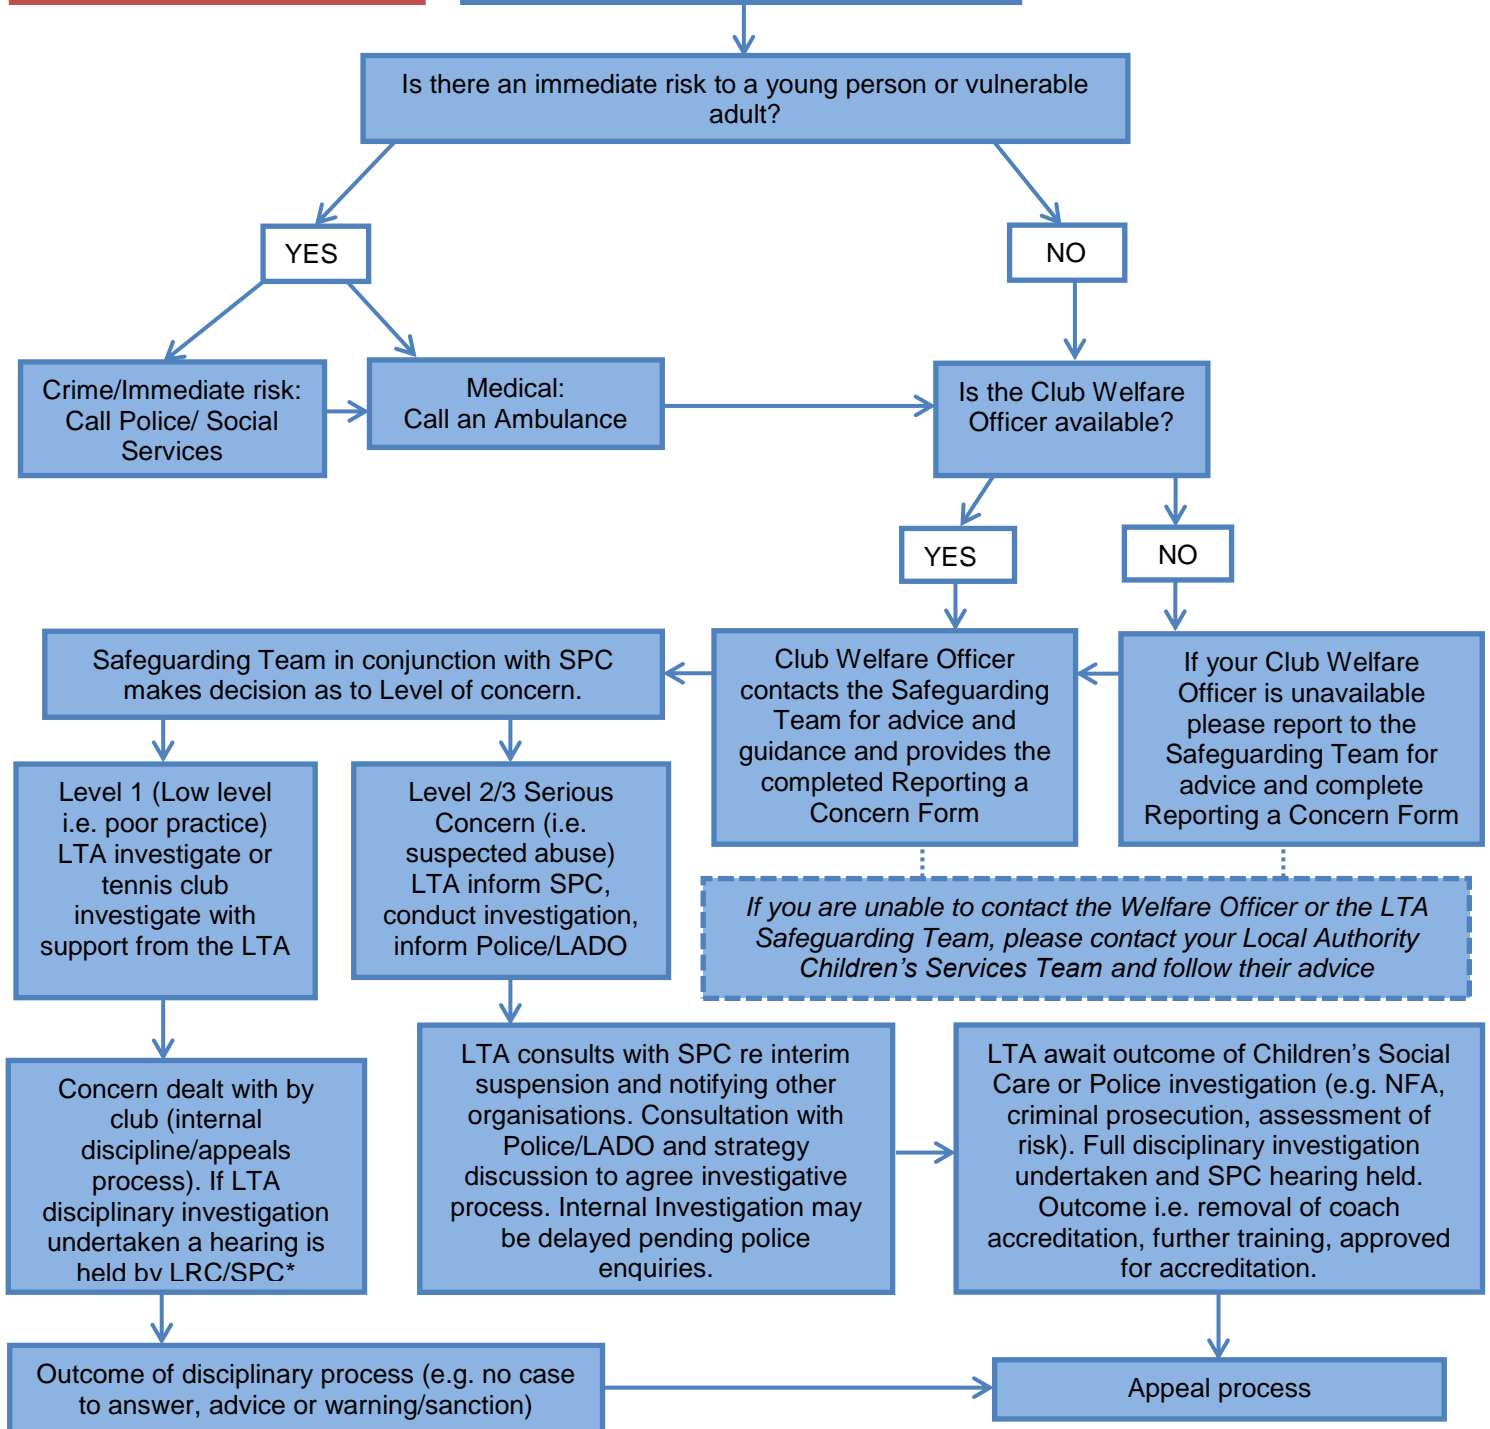 Is there an immediate risk to a young person or vulnerable
adult?
YES
NO
Crime/Immediate risk:
Call Police/ Social
Services
Medical:
Call an Ambulance
Is the Club Welfare
Officer available?
YES
NO
Safeguarding Team in conjunction with SPC
makes decision as to Level of concern.
Club Welfare Officer
contacts the Safeguarding
Team for advice and
guidance and provides the
completed Reporting a
Concern Form
If your Club Welfare
Officer is unavailable
please report to the
Safeguarding Team for
advice and complete
Reporting a Concern Form
Level 1 (Low level
i.e. poor practice)
LTA investigate or
tennis club
investigate with
support from the LTA
Level 2/3 Serious
Concern (i.e.
suspected abuse)
LTA inform SPC,
conduct investigation,
inform Police/LADO
If you are unable to contact the Welfare Officer or the LTA
Safeguarding Team, please contact your Local Authority
Children’s Services Team and follow their advice
Concern dealt with by
club (internal
discipline/appeals
process). If LTA
disciplinary investigation
undertaken a hearing is
held by LRC/SPC*
LTA consults with SPC re interim
suspension and notifying other
organisations. Consultation with
Police/LADO and strategy
discussion to agree investigative
process. Internal Investigation may
be delayed pending police
enquiries.
LTA await outcome of Children’s Social
Care or Police investigation (e.g. NFA,
criminal prosecution, assessment of
risk). Full disciplinary investigation
undertaken and SPC hearing held.
Outcome i.e. removal of coach
accreditation, further training, approved
for accreditation.
Outcome of disciplinary process (e.g. no case
to answer, advice or warning/sanction)
Appeal process